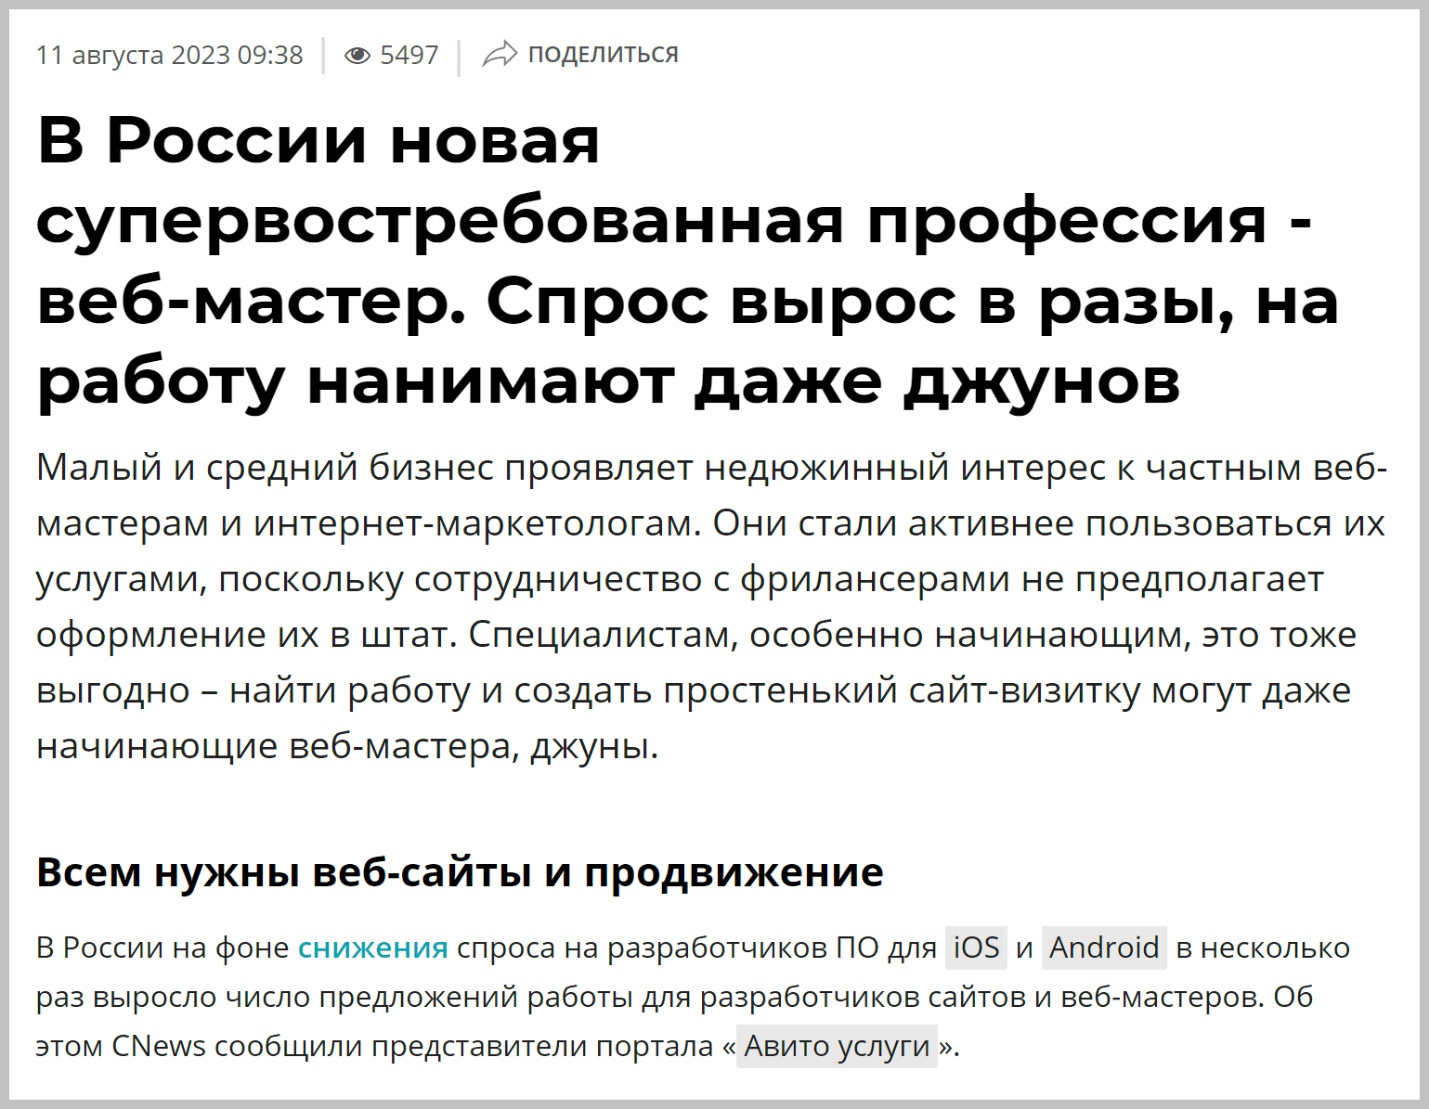 11 августа 2023 09:38 5497 ПОДЕЛИТЬСЯ
В России новая
супервостребованная профессия -
веб-мастер. Спрос вырос в разы, на
работу нанимают даже джунов
Малый и средний бизнес проявляет недюжинный интерес к частным веб-
мастерам и интернет-маркетологам. Они стали активнее пользоваться их
услугами, поскольку сотрудничество с фрилансерами не предполагает
оформление их в штат. Специалистам, особенно начинающим, это тоже
выгодно – найти работу и создать простенький сайт-визитку могут даже
начинающие веб-мастера, джуны.
Всем нужны веб-сайты и продвижение
В России на фоне снижения спроса на разработчиков ПО для iOS и Android в несколько
раз выросло число предложений работы для разработчиков сайтов и веб-мастеров. Об
этом CNews сообщили представители портала «Авито услуги».